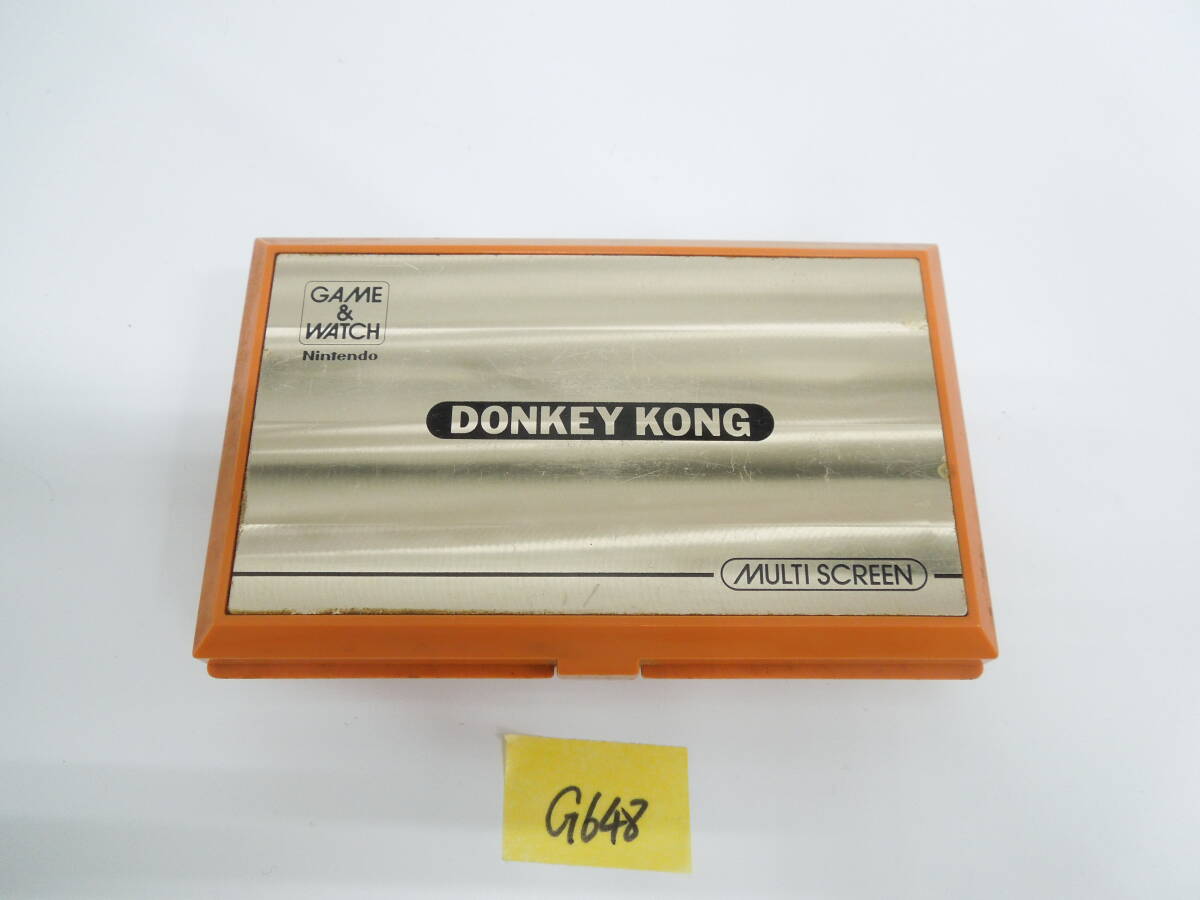 GAME
&
WATCH
Nintendo
DONKEY KONG
MULTI SCREEN
G648